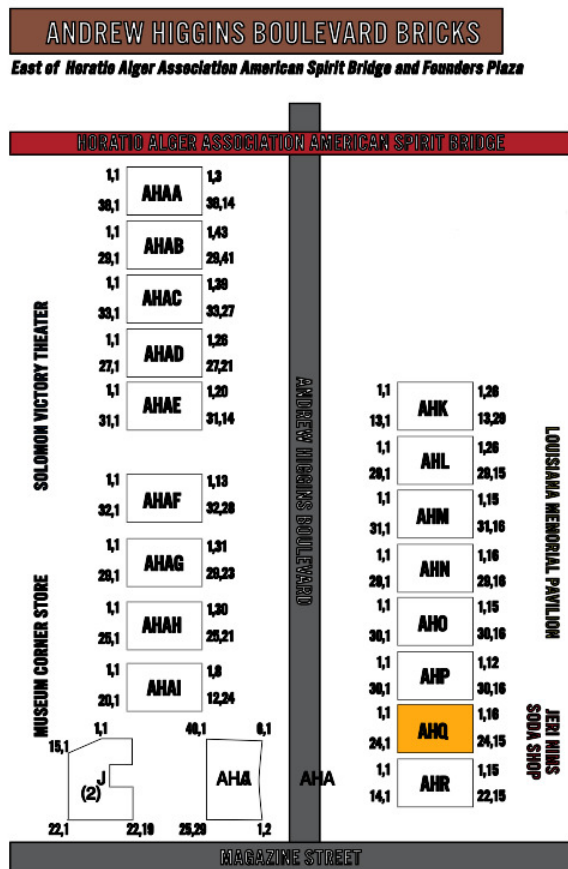 ANDREW HIGGINS BOULEVARD BRICKS
East of Horatio Alger Association American Spirit Bridge and Founders Plaza
HORATIO ALGER ASSOCIATION AMERICAN SPIRIT BRIDGE
SOLOMON VICTORY THEATER
MUSEUM CORNER STORE
1,1 1,3
AHAA
38,1 38,14
1,1 1,43
AHAB
29,1 29,41
1,1 1,39
AHAC
33,1 33,27
1,1 1,26
AHAD
27,1 27,21
1,1 1,20
AHAE
31,1 31,14
1,1 1,13
AHAF
32,1 32,28
1,1 1,31
AHAG
29,1 29,23
1,1 1,30
AHAH
25,1 25,21
1,1 1,8
AHAI
20,1 12,24
1,1
15,1
J
(2)
22,1 22,19
40,1 6,1
25,29 1,2
ANDREW HIGGINS BOULEVARD
AHA
1,1 1,26
AHK
13,1 13,29
1,1 1,26
AHL
29,1 29,15
1,1 1,15
AHM
31,1 31,16
1,1 1,16
AHN
29,1 29,16
1,1 1,15
AHO
30,1 30,16
1,1 1,12
AHP
30,1 30,16
1,1 1,16
AHQ
24,1 24,15
1,1 1,15
AHR
14,1 22,15
LOUISIANA MEMORIAL PAVILION
JERI NIMS
SODA SHOP
MAGAZINE STREET